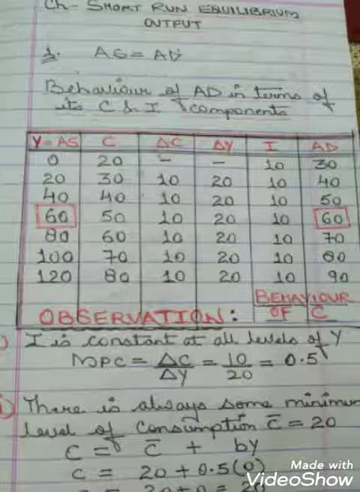 Ch- SHORT RUN EQUILIBRIUM
OUTPUT
1. AS = AD
Behaviour of AD in terms of
its C & I components
Y=AS C ΔC ΔY I AD
0 20 - - 10 30
20 30 10 20 10 40
40 40 10 20 10 50
60 50 10 20 10 60
80 60 10 20 10 70
100 70 10 20 10 80
120 80 10 20 10 90
OBSERVATION: BEHAVIOUR OF C
) I is constant at all levels of Y
MPC = ΔC/ΔY = 10/20 = 0.5
i) There is always some minimum
level of consumption C̄ = 20
C = C̄ + bY
C = 20 + 0.5(0)
Made with
VideoShow